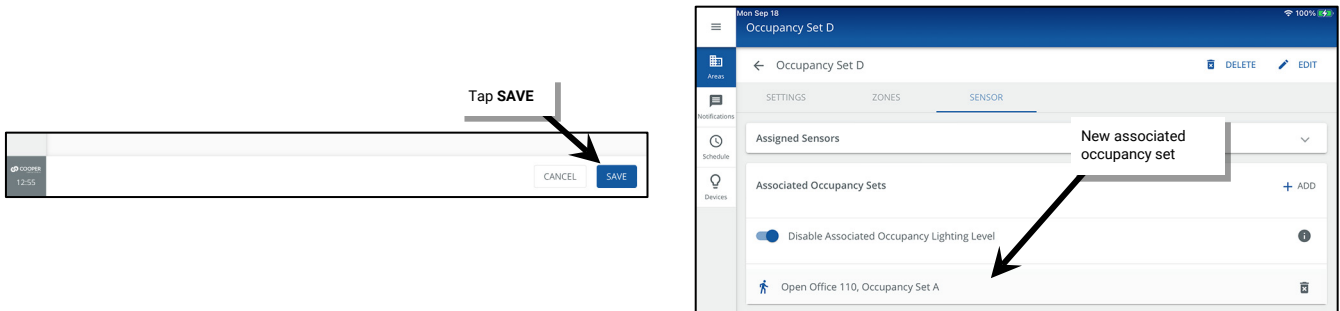 Tap SAVE
COOPER
12:55
CANCEL
SAVE
Mon Sep 18
100%
Occupancy Set D
Areas
Occupancy Set D
DELETE
EDIT
Notifications
SETTINGS
ZONES
SENSOR
Schedule
Assigned Sensors
New associated
occupancy set
Devices
Associated Occupancy Sets
+ ADD
Disable Associated Occupancy Lighting Level
Open Office 110, Occupancy Set A